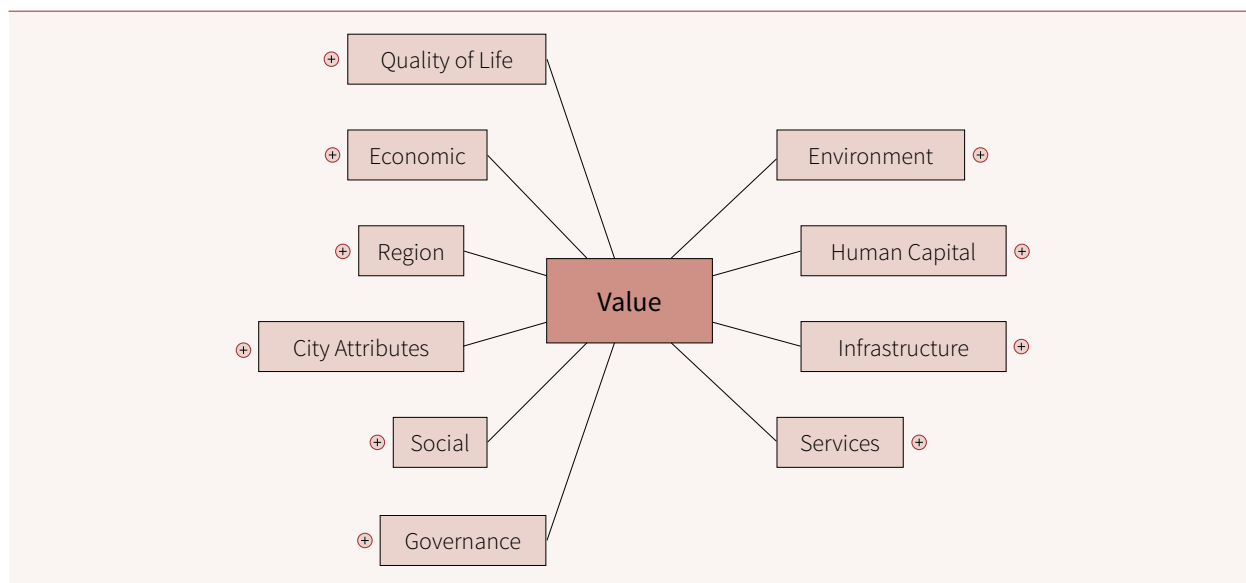 Quality of Life
Economic
Environment
Region
Human Capital
Value
City Attributes
Infrastructure
Social
Services
Governance